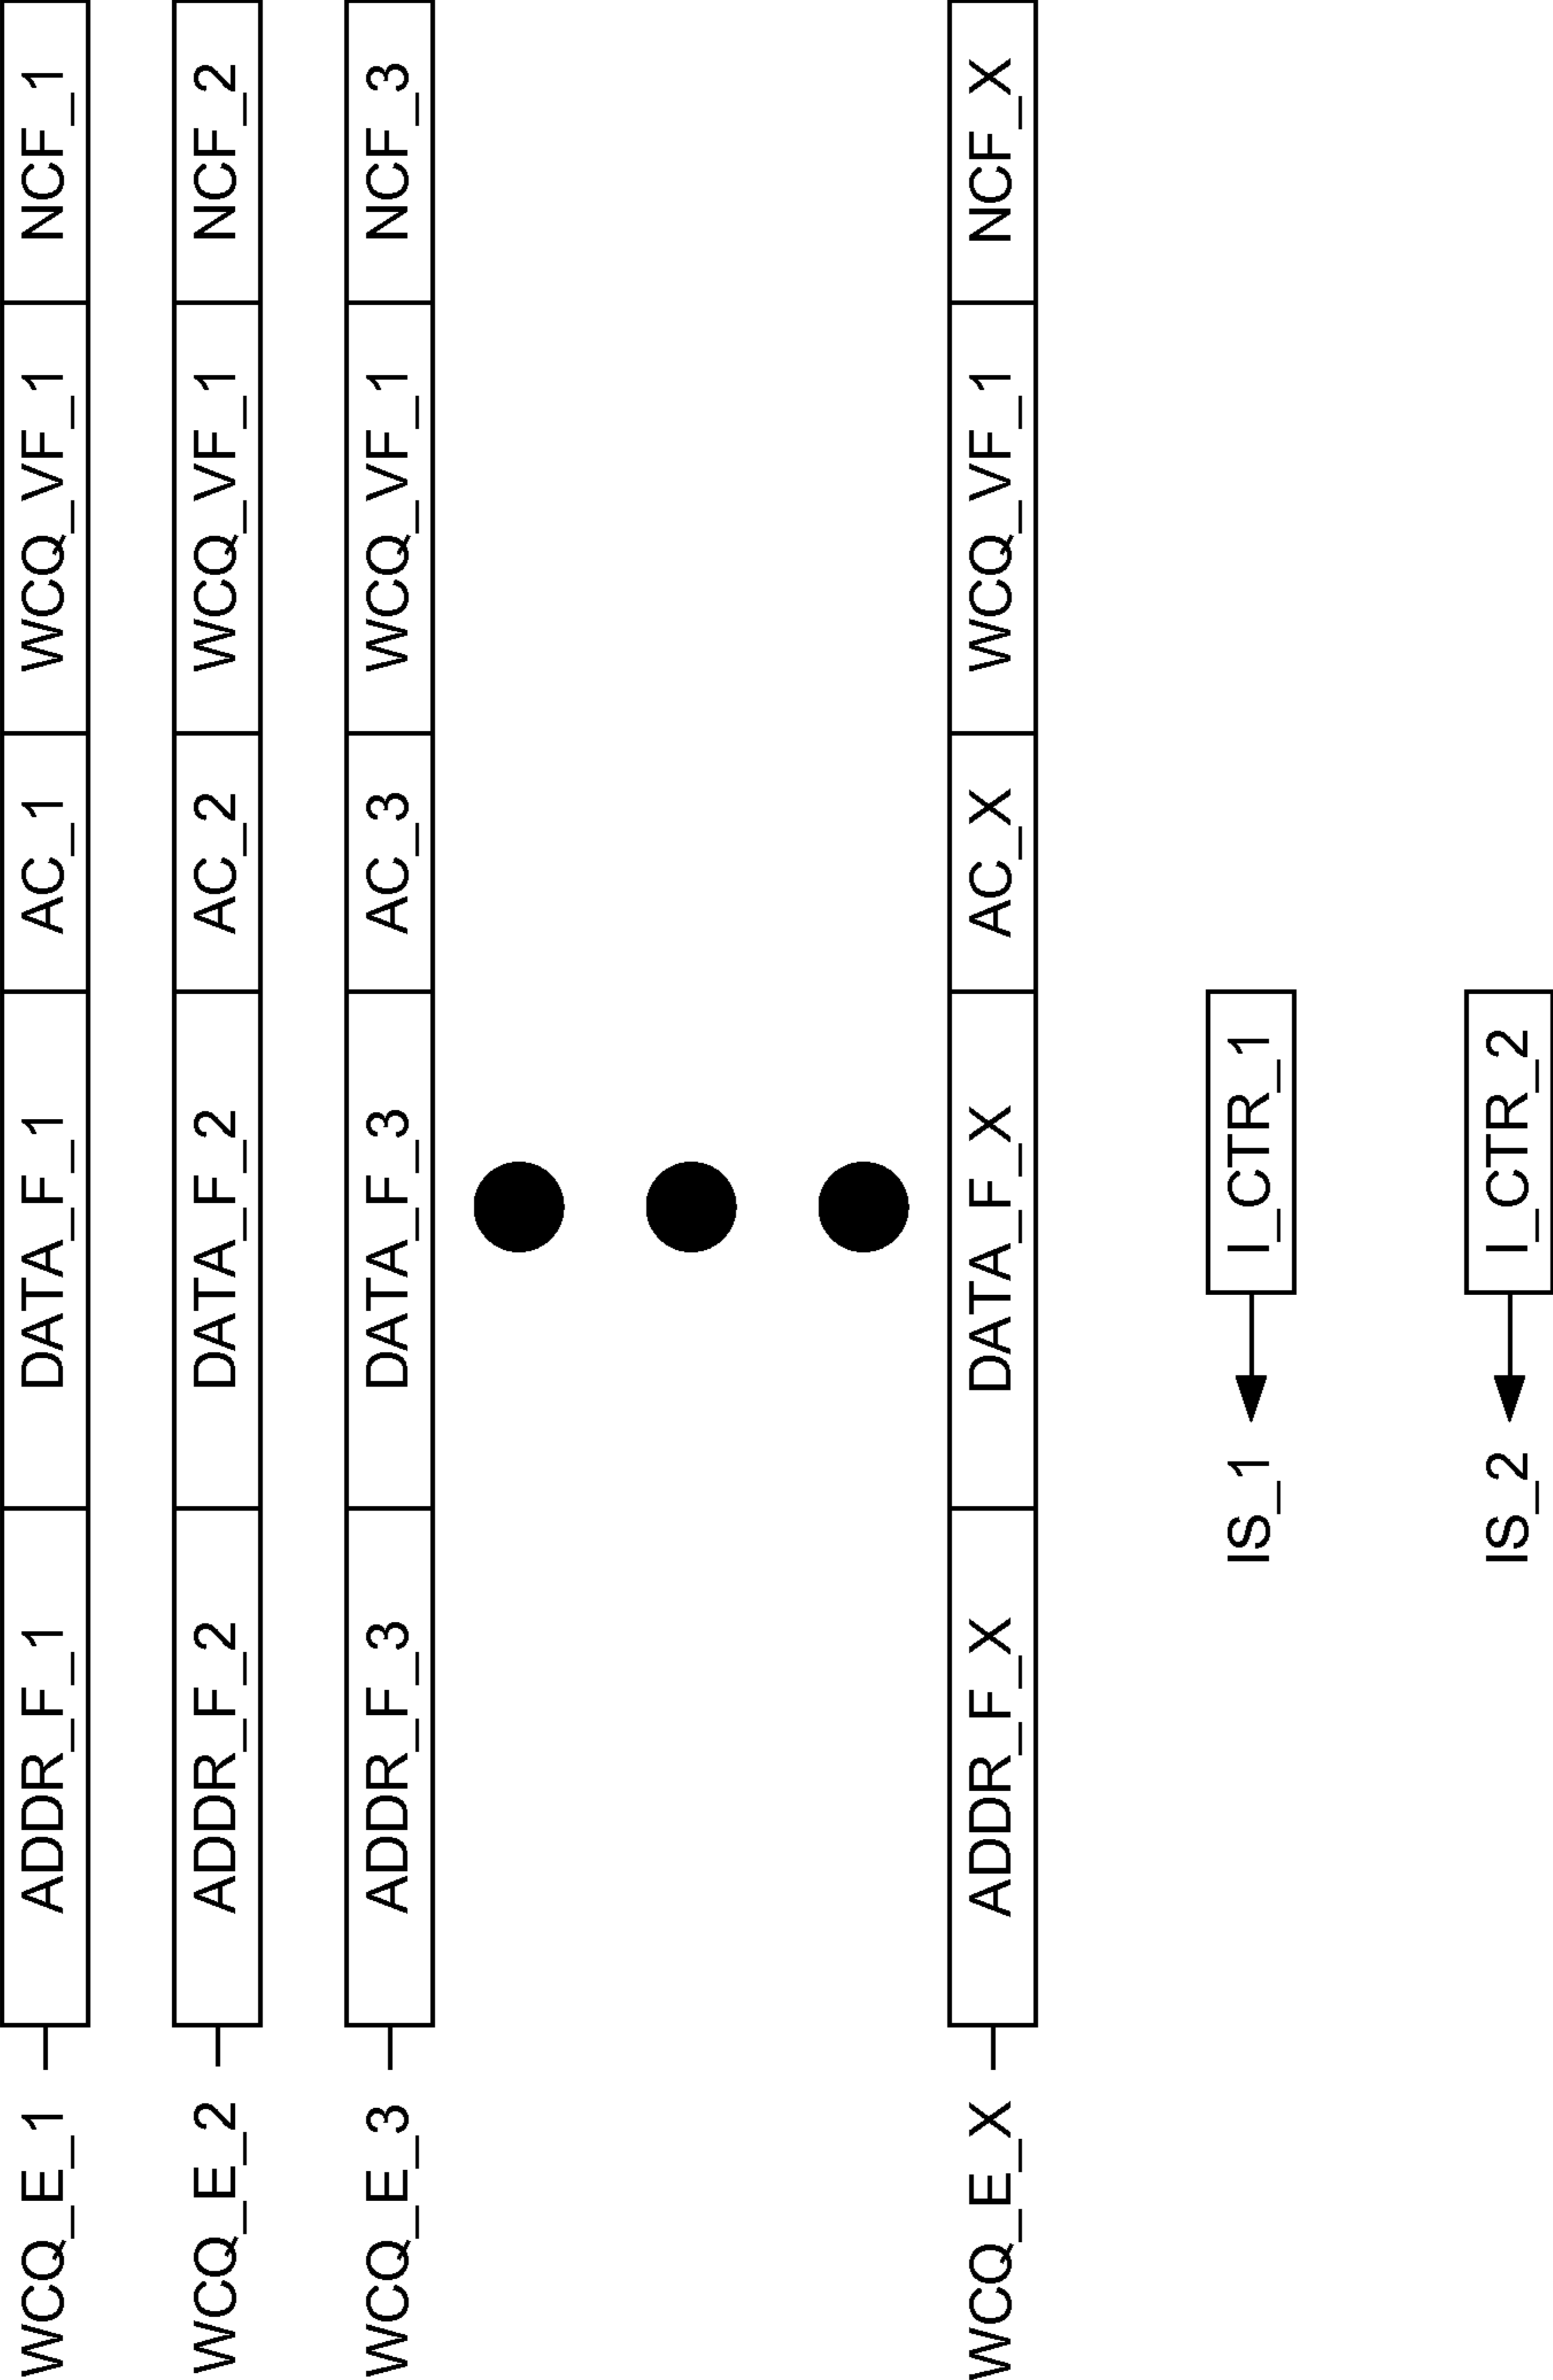 WCQ_E_1 ADDR_F_1 DATA_F_1 AC_1 WCQ_VF_1 NCF_1
WCQ_E_2 ADDR_F_2 DATA_F_2 AC_2 WCQ_VF_1 NCF_2
WCQ_E_3 ADDR_F_3 DATA_F_3 AC_3 WCQ_VF_1 NCF_3
WCQ_E_X ADDR_F_X DATA_F_X AC_X WCQ_VF_1 NCF_X
IS_1 I_CTR_1
IS_2 I_CTR_2